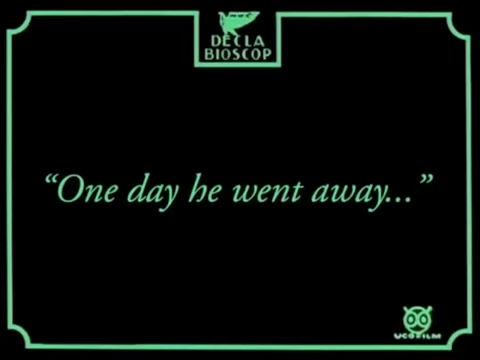 DECLA
BIOSCOP
“One day he went away...”
UCOFILM